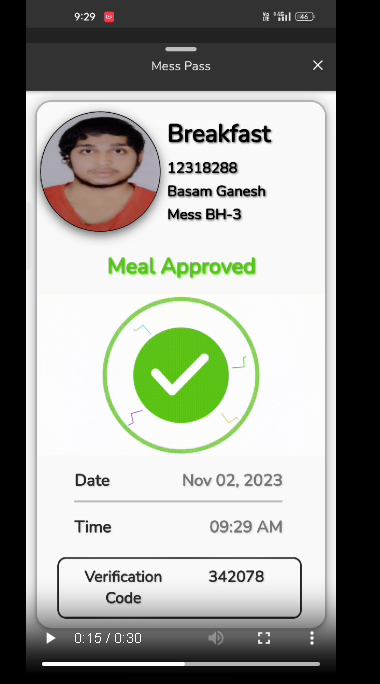 9:29 46
Mess Pass
Breakfast
12318288
Basam Ganesh
Mess BH-3
Meal Approved
Date Nov 02, 2023
Time 09:29 AM
Verification 342078
Code
0:15 / 0:30